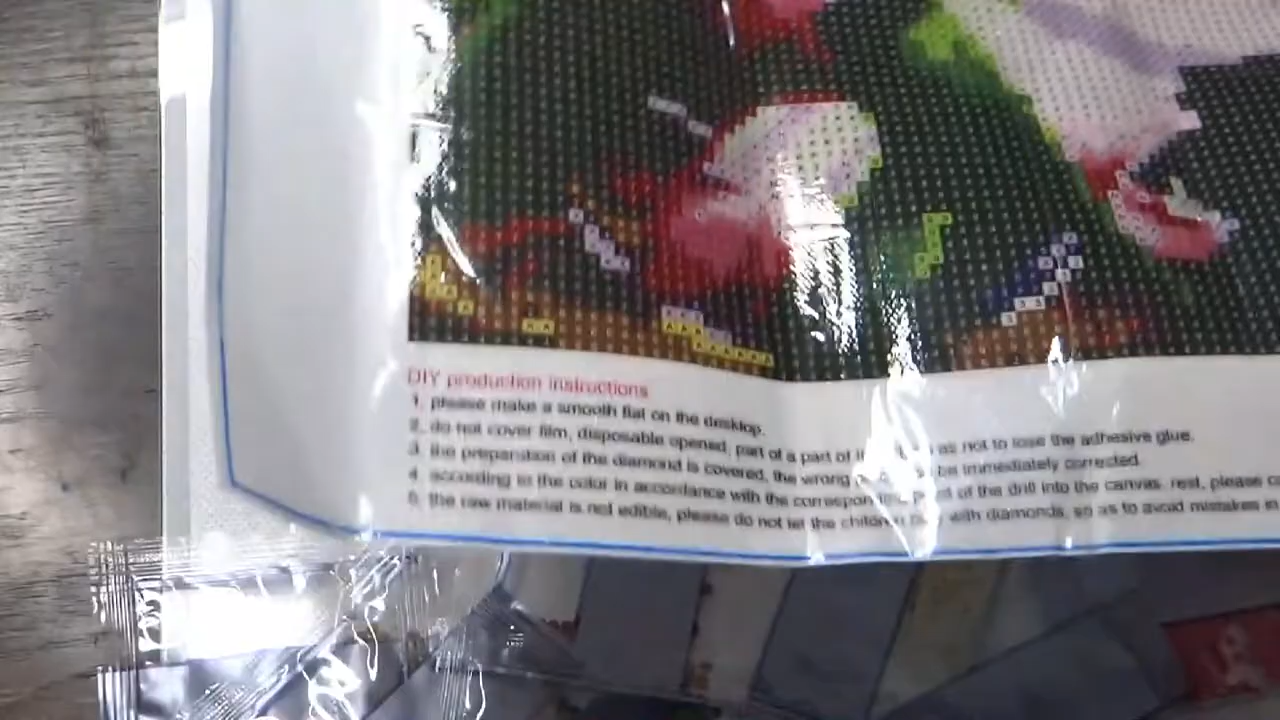 DIY production instructions
1. please make a smooth flat on the desktop.
2. do not cover film, disposable opened, part of a part of as not to lose the adhesive glue.
3. the preparation of the diamond is covered, the wrong be immediately corrected.
4. according to the color in accordance with the of the drill into the canvas. rest, please
5. the raw material is not edible, please do not let the children with diamonds, so as to avoid mistakes